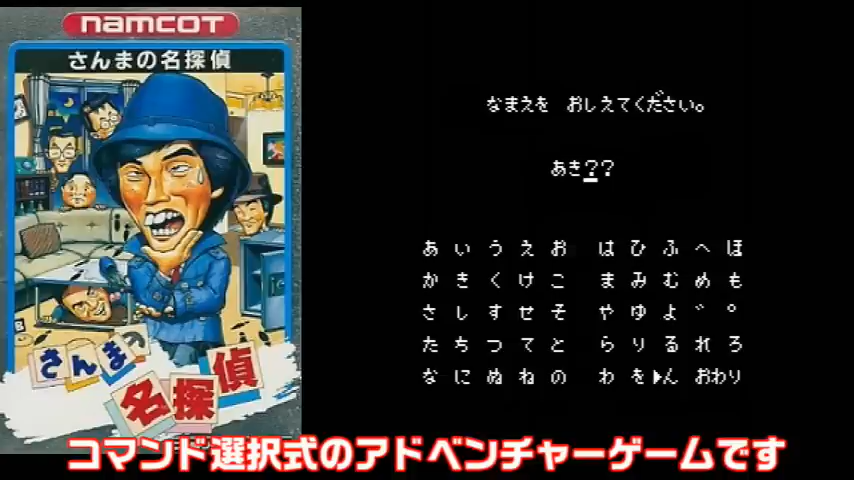 namcot
さんまの名探偵
さんまの
名探偵
なまえを おしえてください。
あき??
あ い う え お は ひ ふ へ ほ
か き く け こ ま み む め も
さ し す せ そ や ゆ よ ゛ ゜
た ち つ て と ら り る れ ろ
な に ぬ ね の わ を ん おわり
コマンド選択式のアドベンチャーゲームです